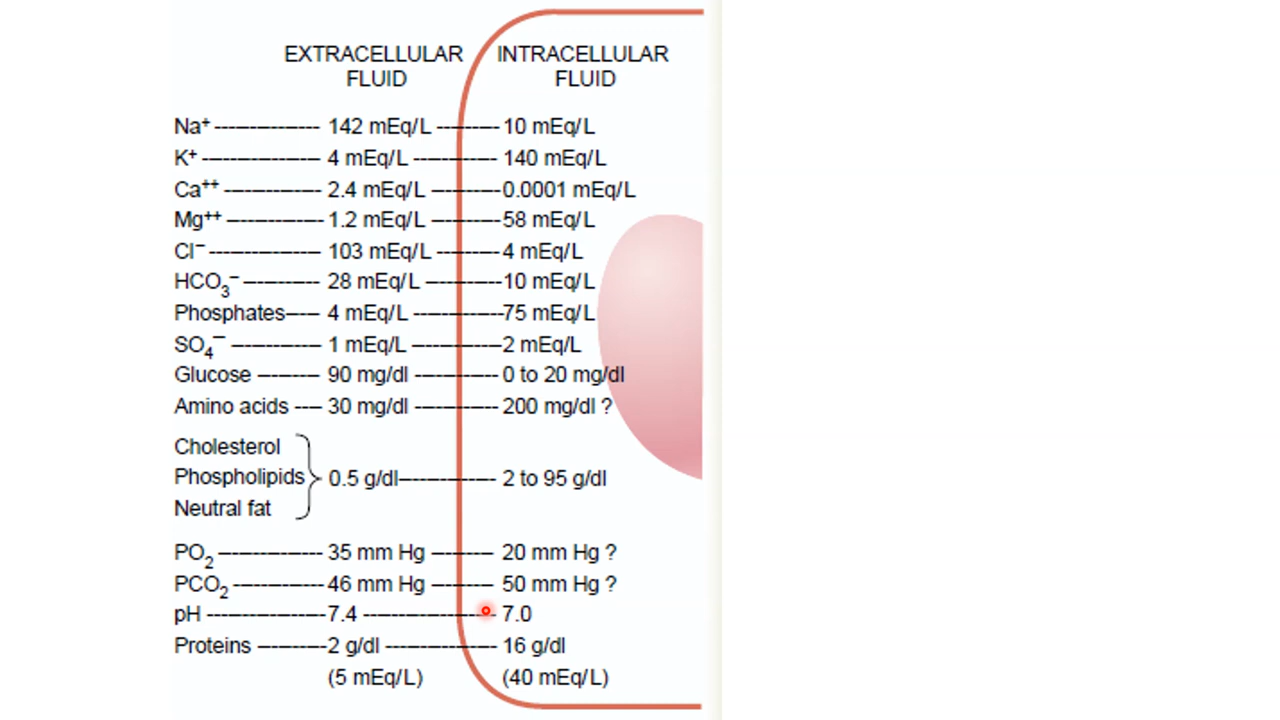 EXTRACELLULAR FLUID INTRACELLULAR FLUID
Na+ 142 mEq/L 10 mEq/L
K+ 4 mEq/L 140 mEq/L
Ca++ 2.4 mEq/L 0.0001 mEq/L
Mg++ 1.2 mEq/L 58 mEq/L
Cl− 103 mEq/L 4 mEq/L
HCO3− 28 mEq/L 10 mEq/L
Phosphates 4 mEq/L 75 mEq/L
SO4− 1 mEq/L 2 mEq/L
Glucose 90 mg/dl 0 to 20 mg/dl
Amino acids 30 mg/dl 200 mg/dl ?
Cholesterol
Phospholipids 0.5 g/dl 2 to 95 g/dl
Neutral fat
PO2 35 mm Hg 20 mm Hg ?
PCO2 46 mm Hg 50 mm Hg ?
pH 7.4 7.0
Proteins 2 g/dl 16 g/dl
(5 mEq/L) (40 mEq/L)